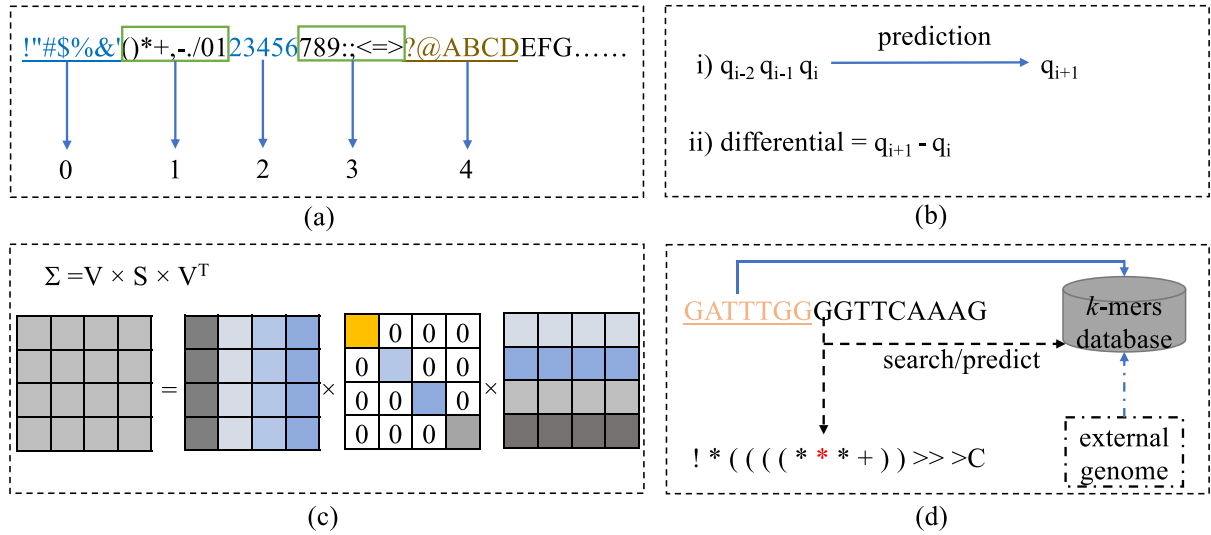 !"#$%&'()*+,-./0123456789:;<=>?@ABCDEFG……
0 1 2 3 4
(a)
prediction
i) qi-2 qi-1 qi qi+1
ii) differential = qi+1 - qi
(b)
Σ =V × S × VT
= × ×
0 0 0
0 0 0
0 0 0
0 0 0
(c)
GATTTGGGGTTCAAAG
k-mers
database
search/predict
external
genome
! * ( ( ( ( * * * + ) ) >> >C
(d)